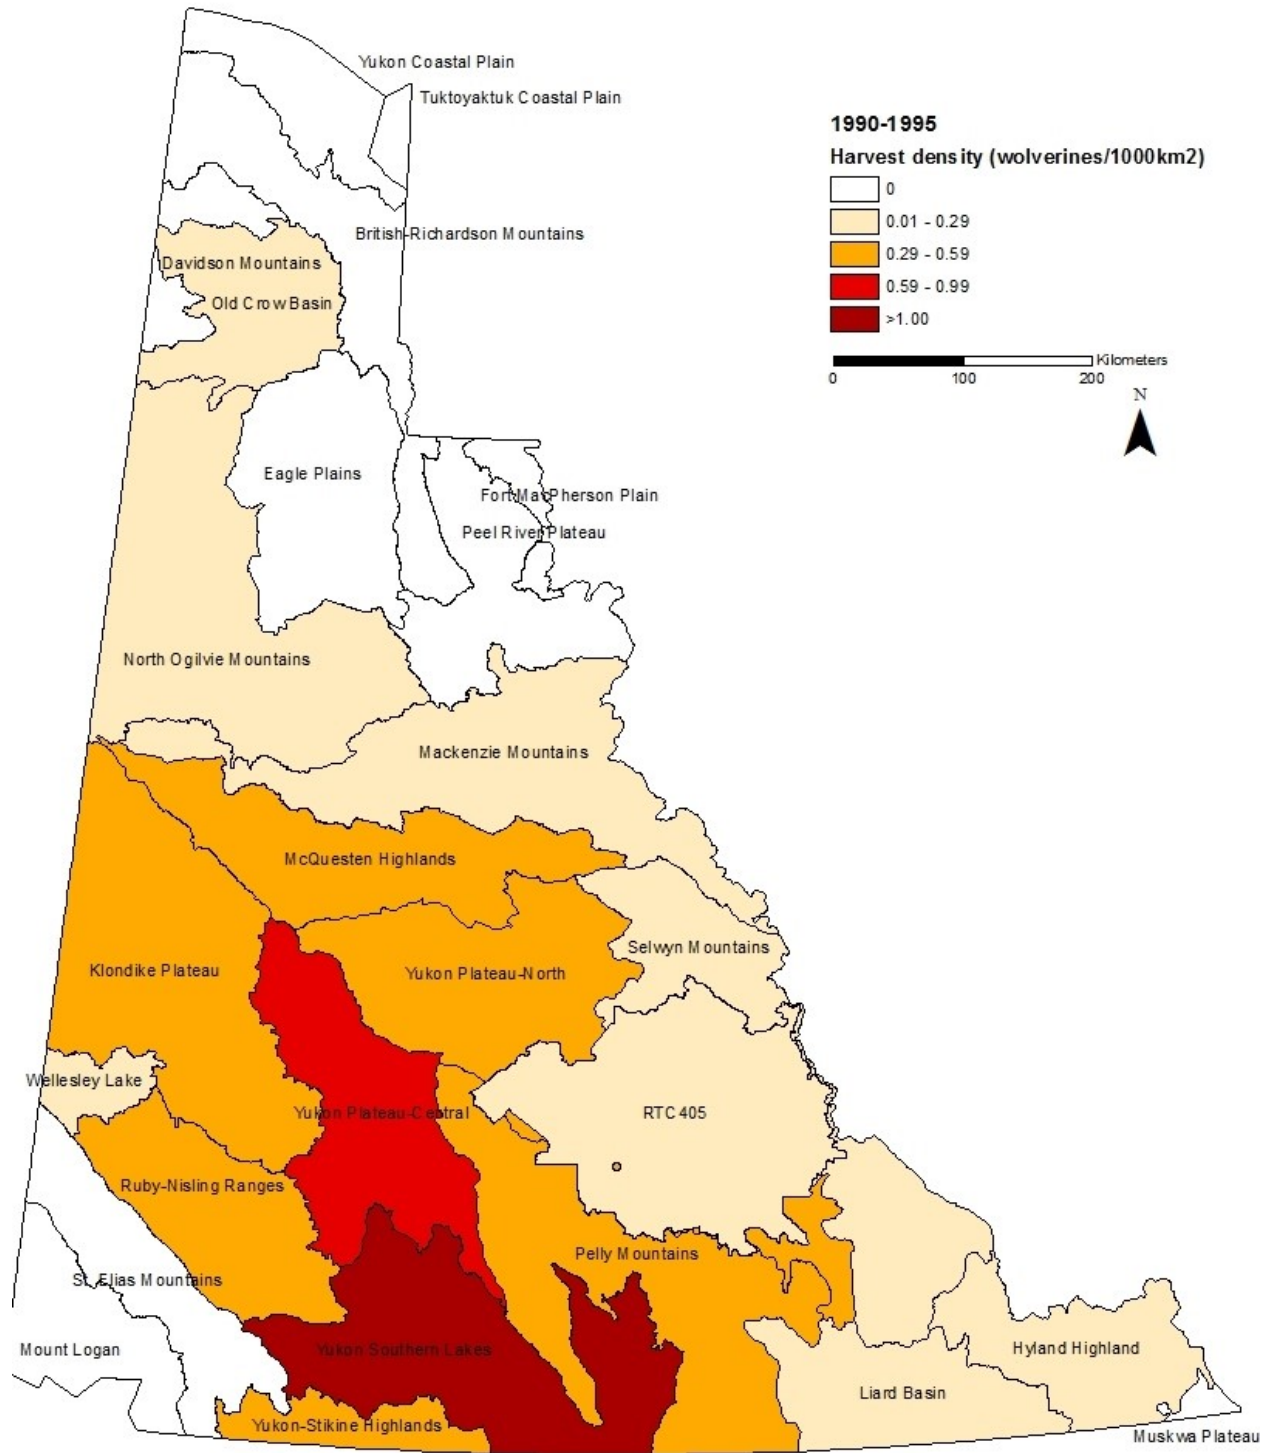 Yukon Coastal Plain
Tuktoyaktuk Coastal Plain
1990-1995
Harvest density (wolverines/1000km2)
0
0.01 - 0.29
0.29 - 0.59
0.59 - 0.99
>1.00
Kilometers
0 100 200
N
British-Richardson Mountains
Davidson Mountains
Old Crow Basin
Eagle Plains
Fort MacPherson Plain
Peel River Plateau
North Ogilvie Mountains
Mackenzie Mountains
McQuesten Highlands
Selwyn Mountains
Klondike Plateau
Yukon Plateau-North
Wellesley Lake
Yukon Plateau-Central
RTC 405
Ruby-Nisling Ranges
Pelly Mountains
St. Elias Mountains
Mount Logan
Yukon Southern Lakes
Hyland Highland
Liard Basin
Yukon-Stikine Highlands
Muskwa Plateau